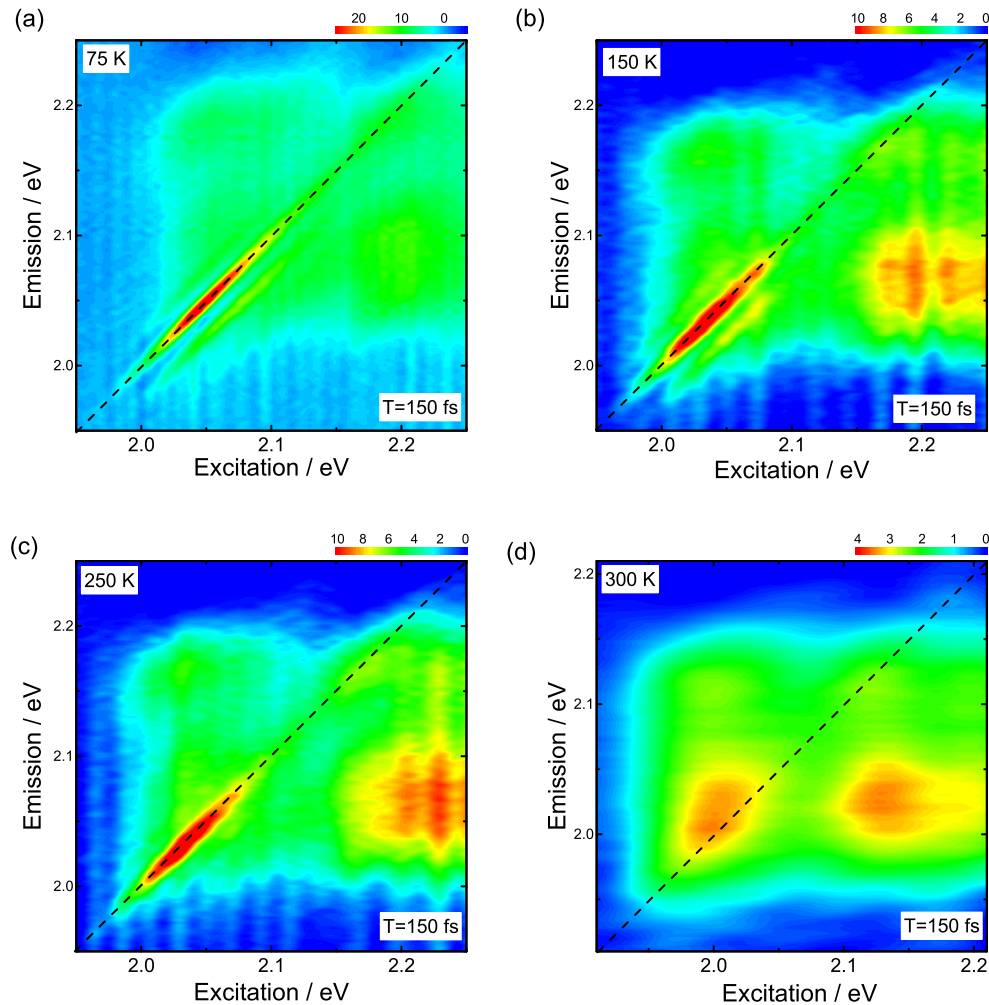 (a)
20 10 0
75 K
2.2
2.1
2.0
Emission / eV
T=150 fs
2.0 2.1 2.2
Excitation / eV
(b)
10 8 6 4 2 0
150 K
2.2
2.1
2.0
Emission / eV
T=150 fs
2.0 2.1 2.2
Excitation / eV
(c)
10 8 6 4 2 0
250 K
2.2
2.1
2.0
Emission / eV
T=150 fs
2.0 2.1 2.2
Excitation / eV
(d)
4 3 2 1 0
300 K
2.2
2.1
2.0
Emission / eV
T=150 fs
2.0 2.1 2.2
Excitation / eV